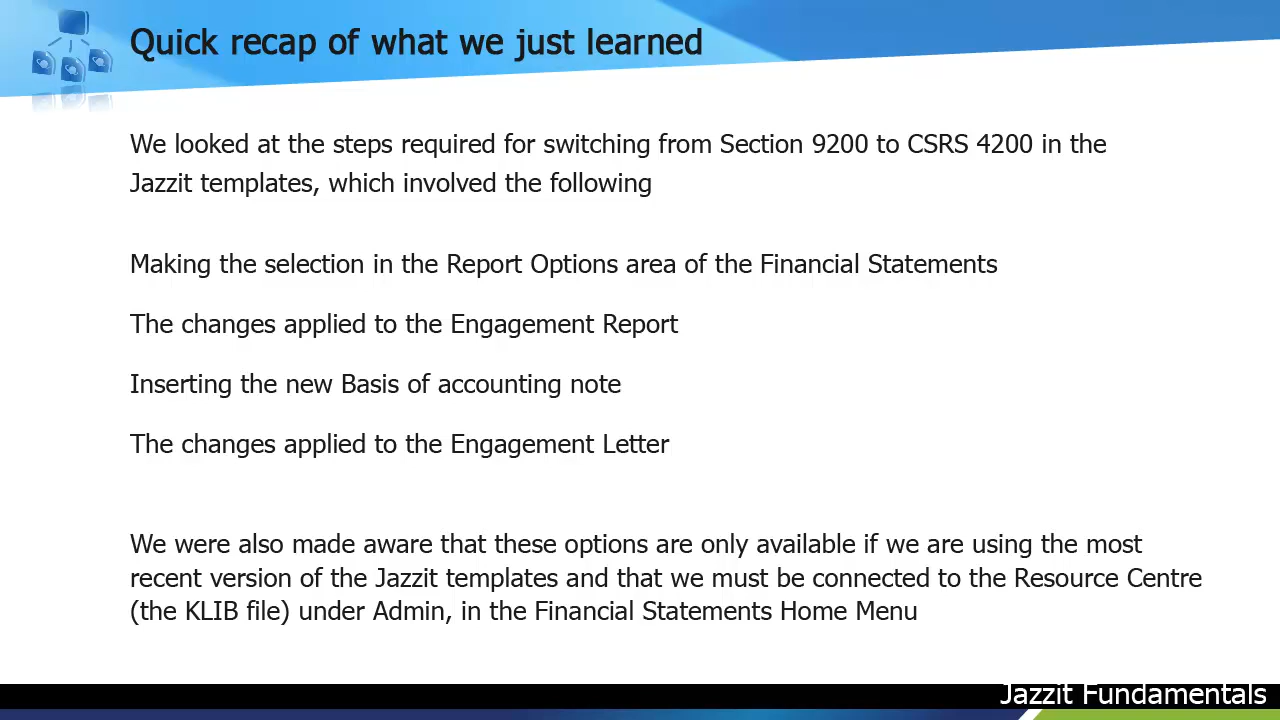 Quick recap of what we just learned
We looked at the steps required for switching from Section 9200 to CSRS 4200 in the
Jazzit templates, which involved the following
Making the selection in the Report Options area of the Financial Statements
The changes applied to the Engagement Report
Inserting the new Basis of accounting note
The changes applied to the Engagement Letter
We were also made aware that these options are only available if we are using the most
recent version of the Jazzit templates and that we must be connected to the Resource Centre
(the KLIB file) under Admin, in the Financial Statements Home Menu
Jazzit Fundamentals